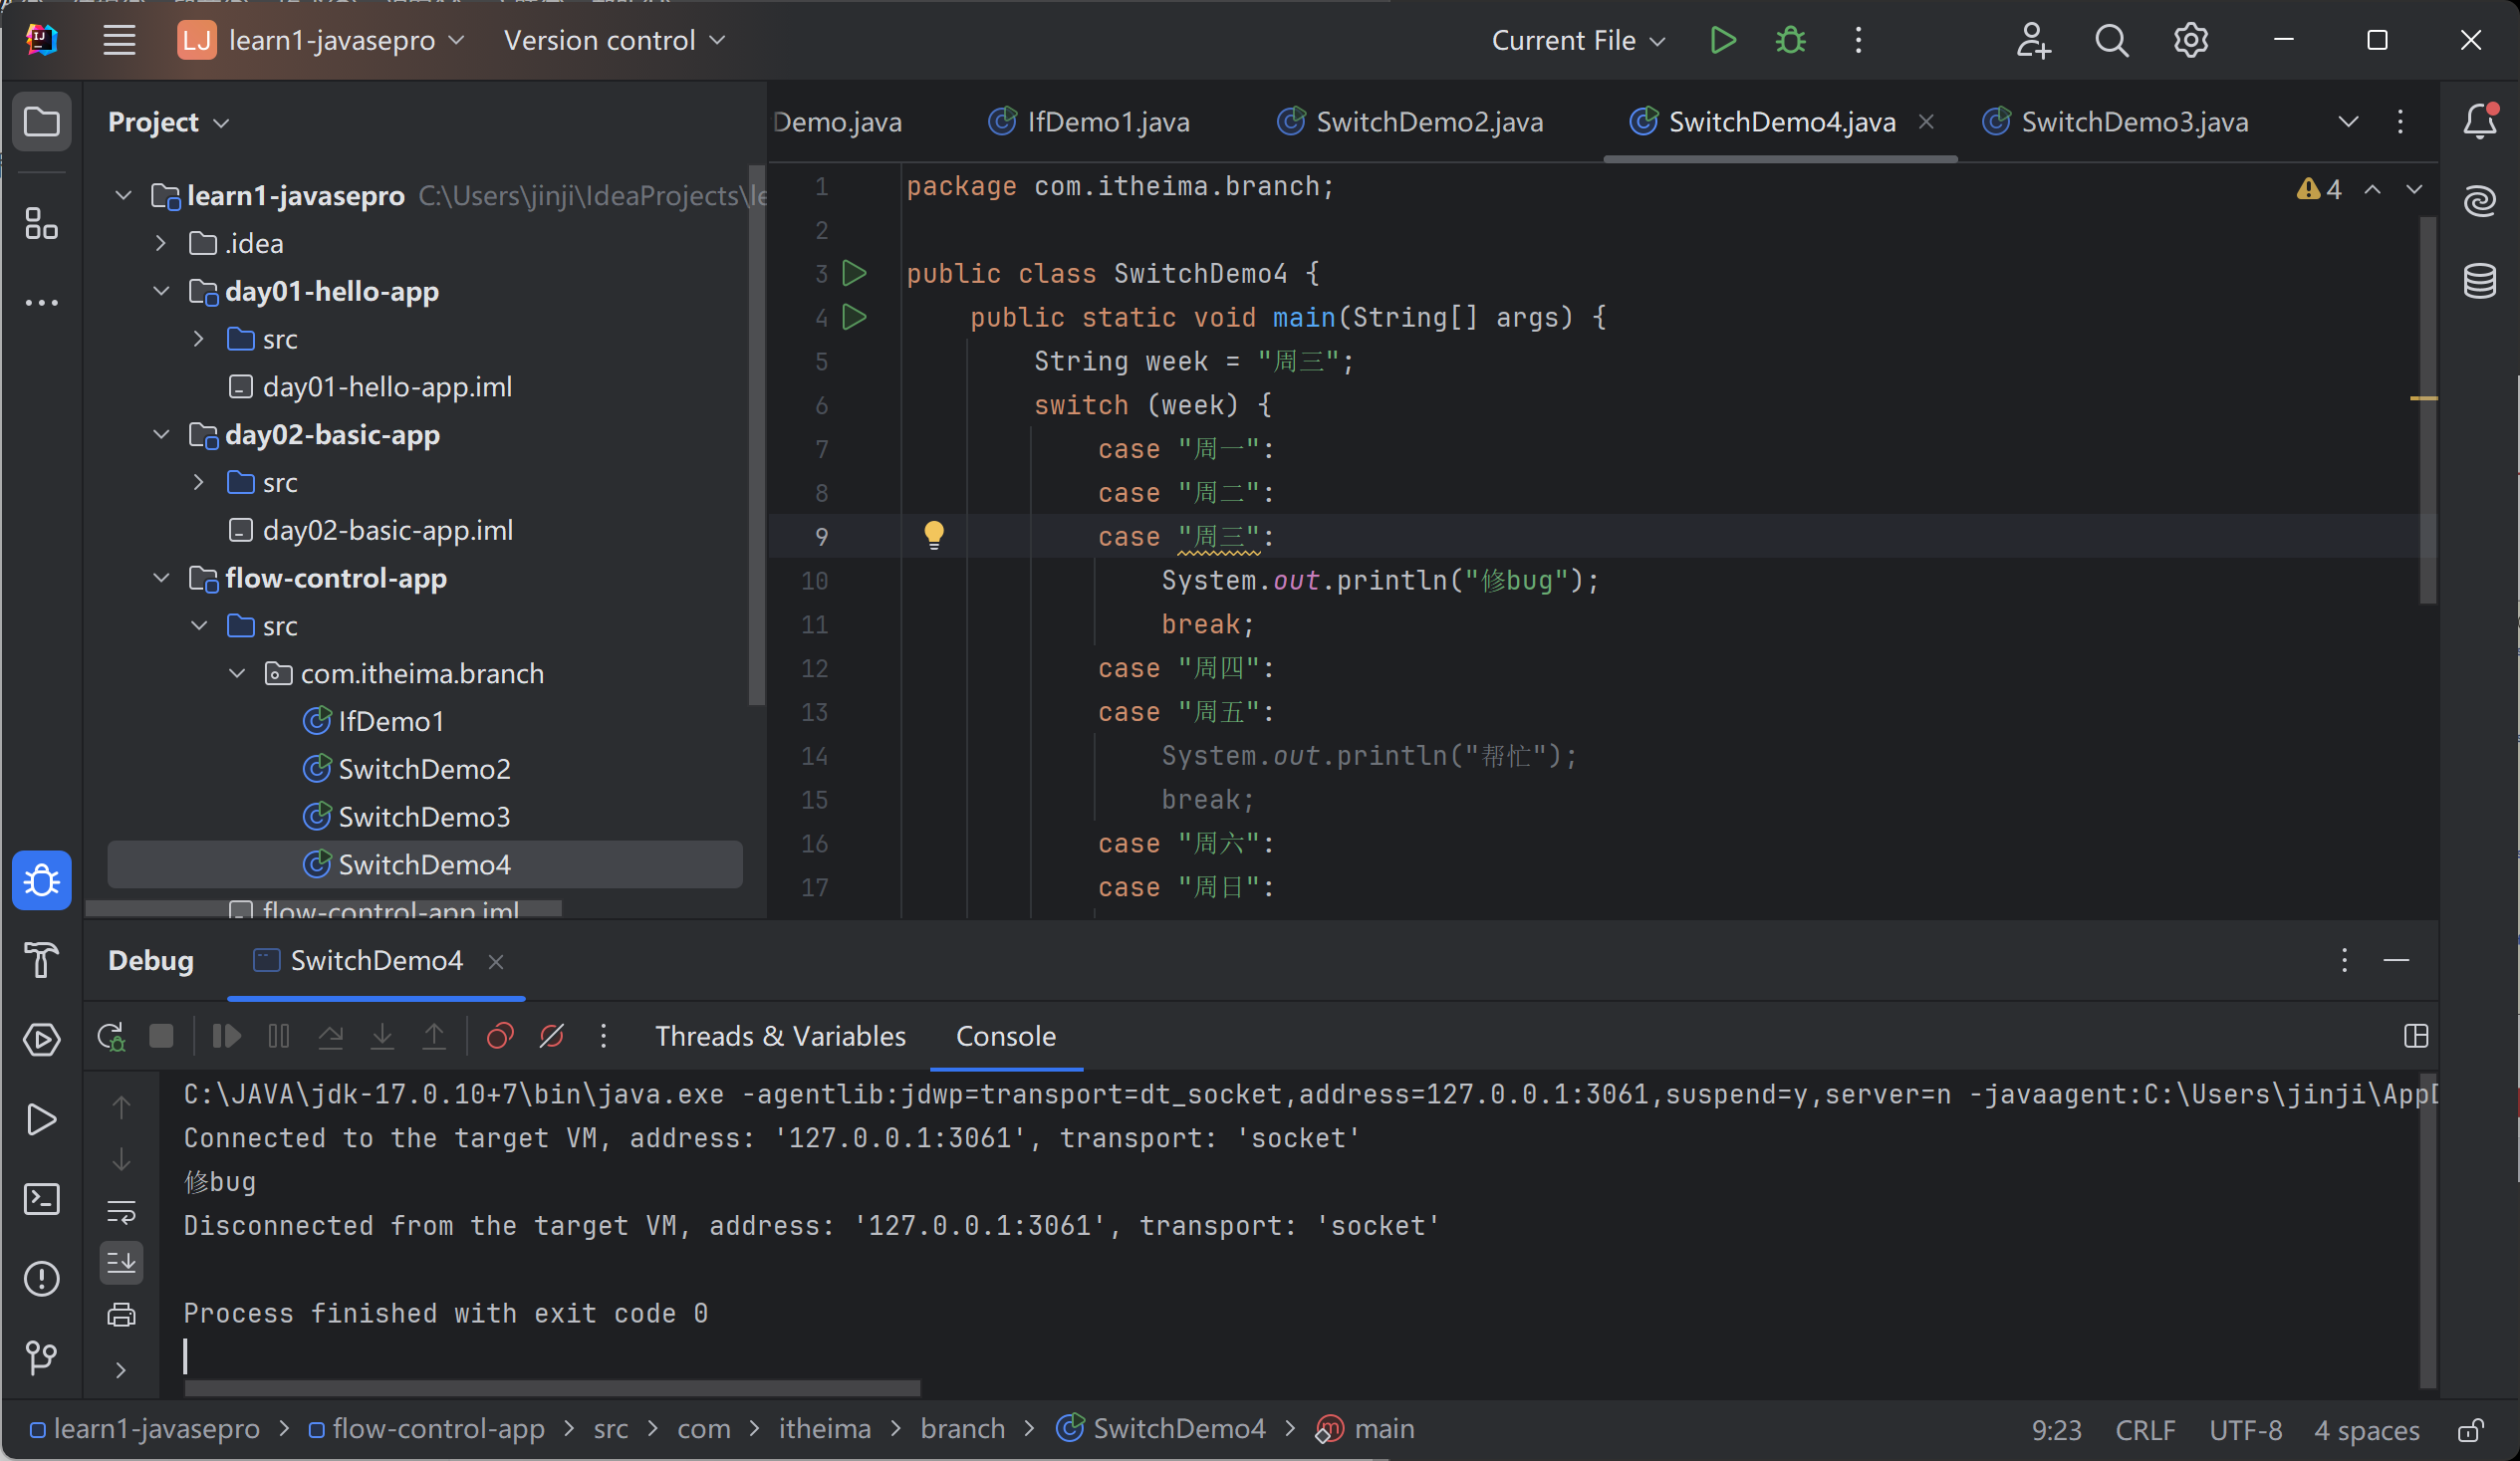 LJ learn1-javasepro Version control Current File
Project
learn1-javasepro C:\Users\jinji\IdeaProjects\le
.idea
day01-hello-app
src
day01-hello-app.iml
day02-basic-app
src
day02-basic-app.iml
flow-control-app
src
com.itheima.branch
IfDemo1
SwitchDemo2
SwitchDemo3
SwitchDemo4
flow-control-app.iml
Demo.java IfDemo1.java SwitchDemo2.java SwitchDemo4.java SwitchDemo3.java
4
1 package com.itheima.branch;
2
3 public class SwitchDemo4 {
4 public static void main(String[] args) {
5 String week = "周三";
6 switch (week) {
7 case "周一":
8 case "周二":
9 case "周三":
10 System.out.println("修bug");
11 break;
12 case "周四":
13 case "周五":
14 System.out.println("帮忙");
15 break;
16 case "周六":
17 case "周日":
Debug SwitchDemo4
Threads & Variables Console
C:\JAVA\jdk-17.0.10+7\bin\java.exe -agentlib:jdwp=transport=dt_socket,address=127.0.0.1:3061,suspend=y,server=n -javaagent:C:\Users\jinji\App
Connected to the target VM, address: '127.0.0.1:3061', transport: 'socket'
修bug
Disconnected from the target VM, address: '127.0.0.1:3061', transport: 'socket'
Process finished with exit code 0
learn1-javasepro > flow-control-app > src > com > itheima > branch > SwitchDemo4 > main
9:23 CRLF UTF-8 4 spaces